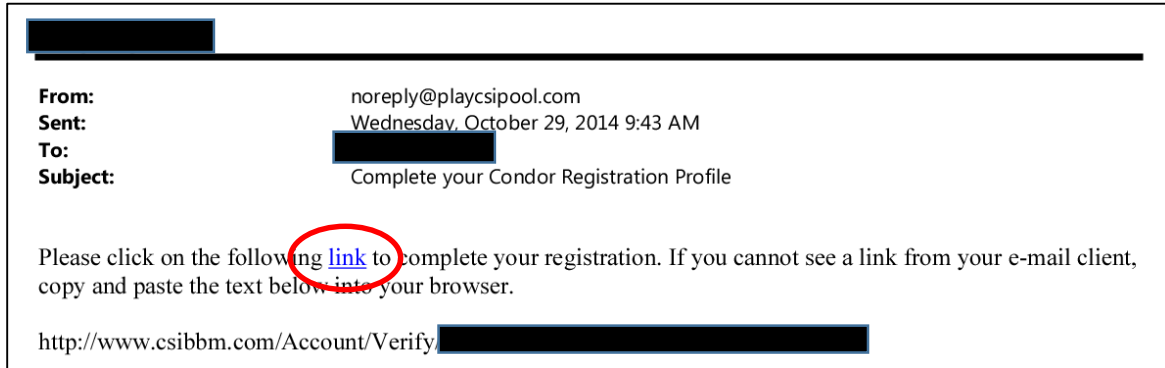 From: noreply@playcsipool.com
Sent: Wednesday, October 29, 2014 9:43 AM
To:
Subject: Complete your Condor Registration Profile
Please click on the following link to complete your registration. If you cannot see a link from your e-mail client,
copy and paste the text below into your browser.
http://www.csibbm.com/Account/Verify/